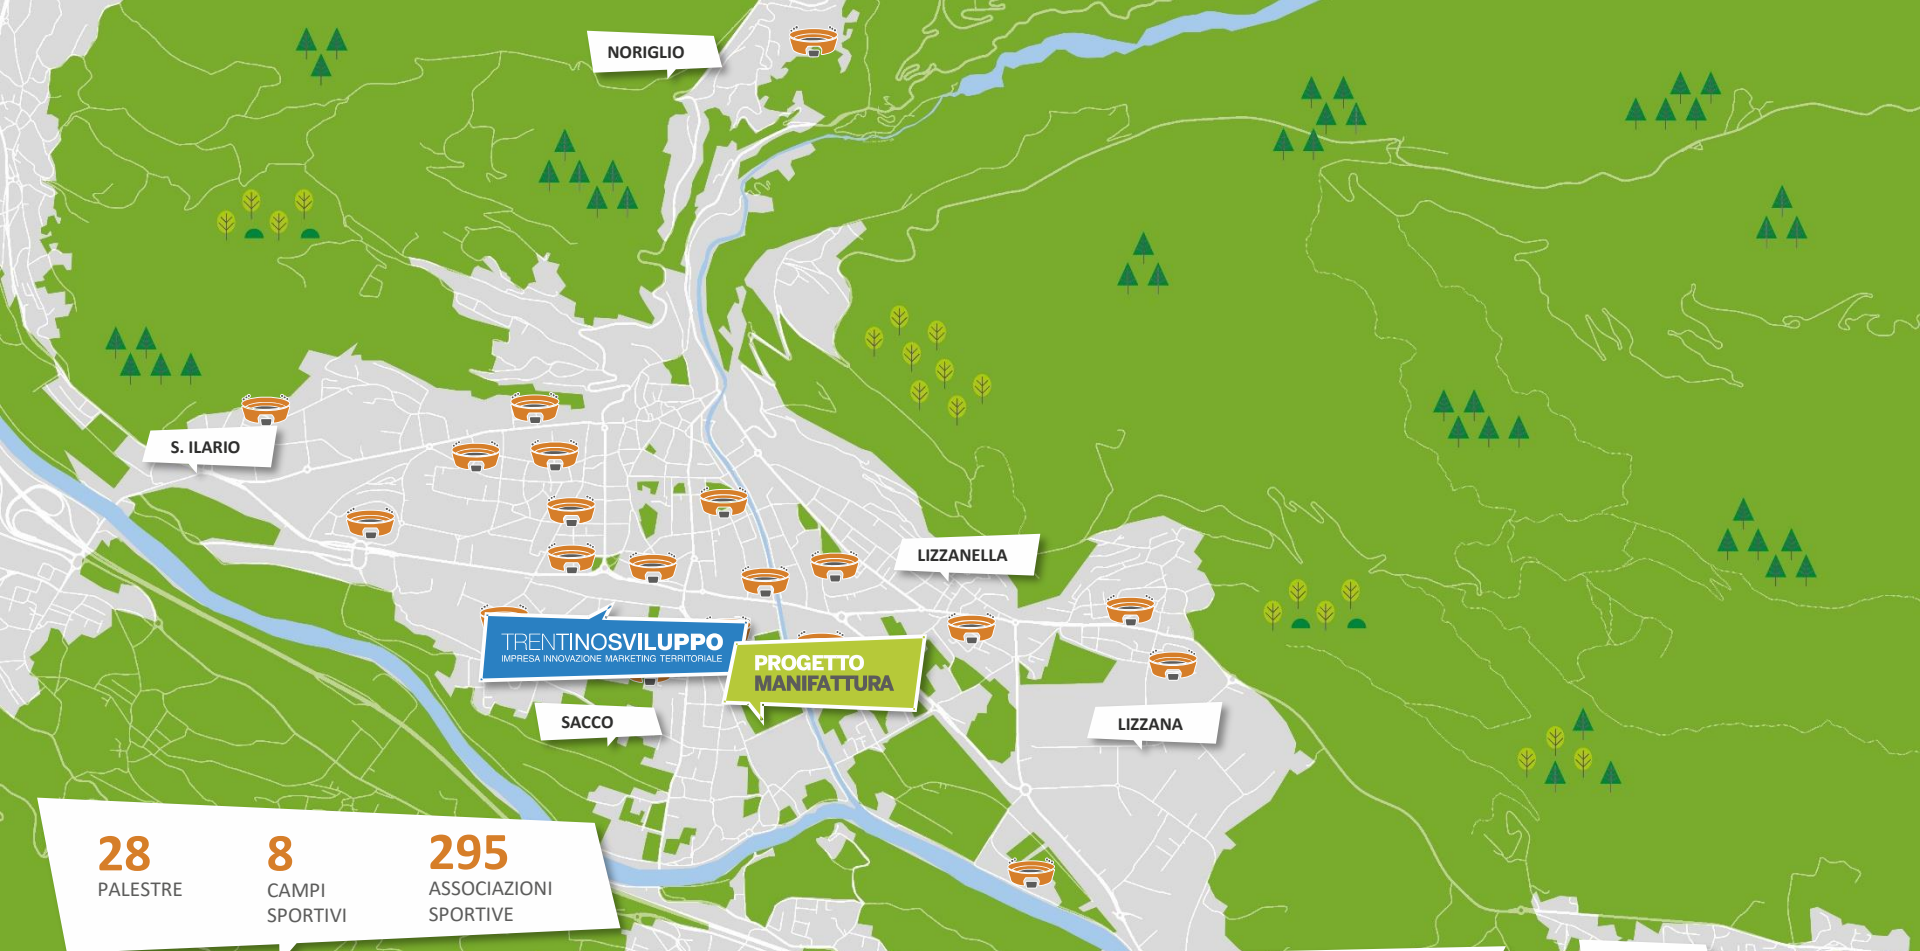 NORIGLIO
S. ILARIO
LIZZANELLA
TRENTINOSVILUPPO
IMPRESA INNOVAZIONE MARKETING TERRITORIALE
PROGETTO
MANIFATTURA
SACCO
LIZZANA
28
PALESTRE
8
CAMPI
SPORTIVI
295
ASSOCIAZIONI
SPORTIVE